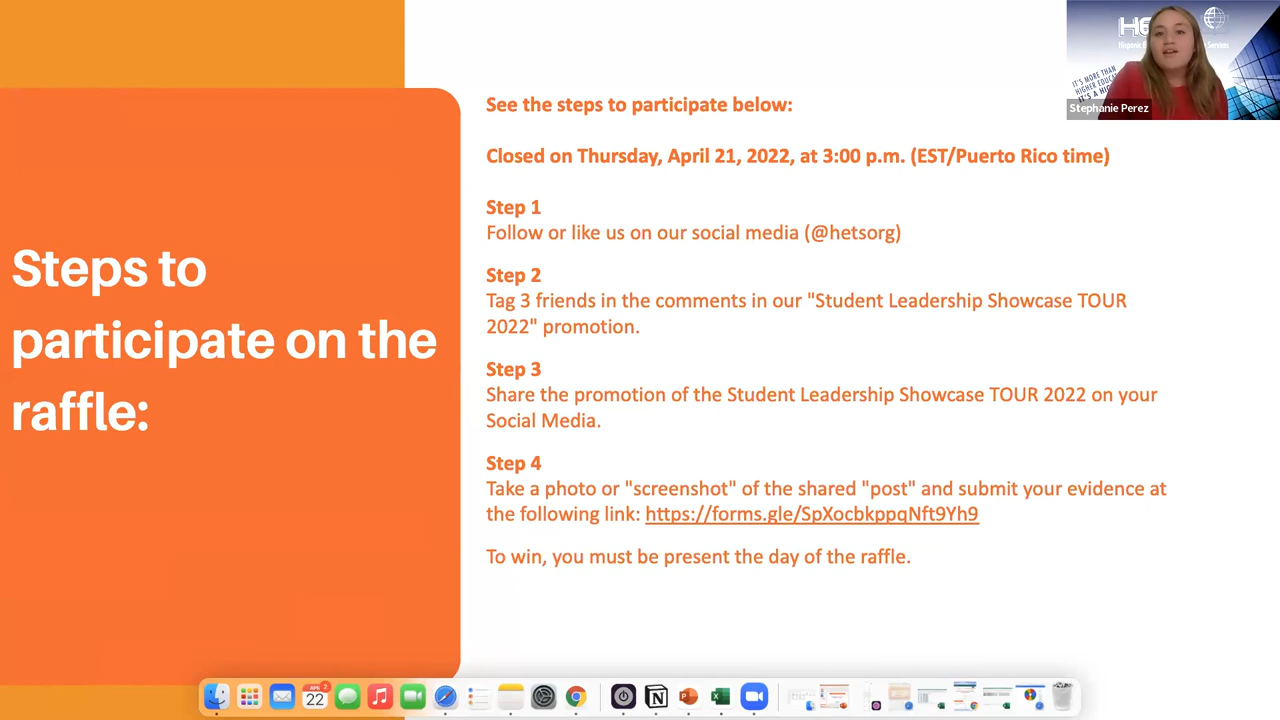 Steps to
participate on the
raffle:
See the steps to participate below:
Closed on Thursday, April 21, 2022, at 3:00 p.m. (EST/Puerto Rico time)
Step 1
Follow or like us on our social media (@hetsorg)
Step 2
Tag 3 friends in the comments in our "Student Leadership Showcase TOUR
2022" promotion.
Step 3
Share the promotion of the Student Leadership Showcase TOUR 2022 on your
Social Media.
Step 4
Take a photo or "screenshot" of the shared "post" and submit your evidence at
the following link: https://forms.gle/SpXocbkppqNft9Yh9
To win, you must be present the day of the raffle.
IT'S MORE THAN
Stephanie Perez
APR
22